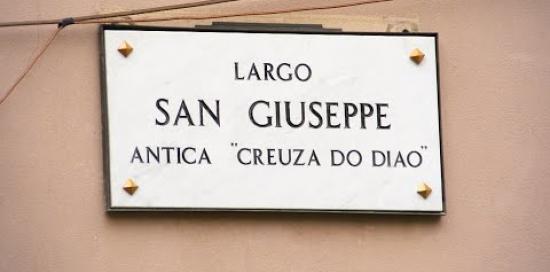 LARGO
SAN GIUSEPPE
ANTICA "CREUZA DO DIAO"